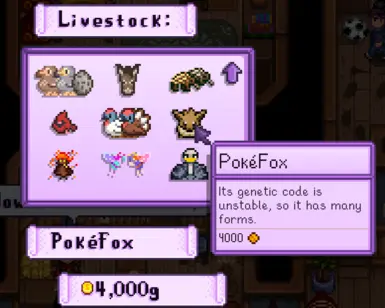 Livestock:
PokéFox
Its genetic code is
unstable, so it has many
forms.
4000
PokéFox
4,000g